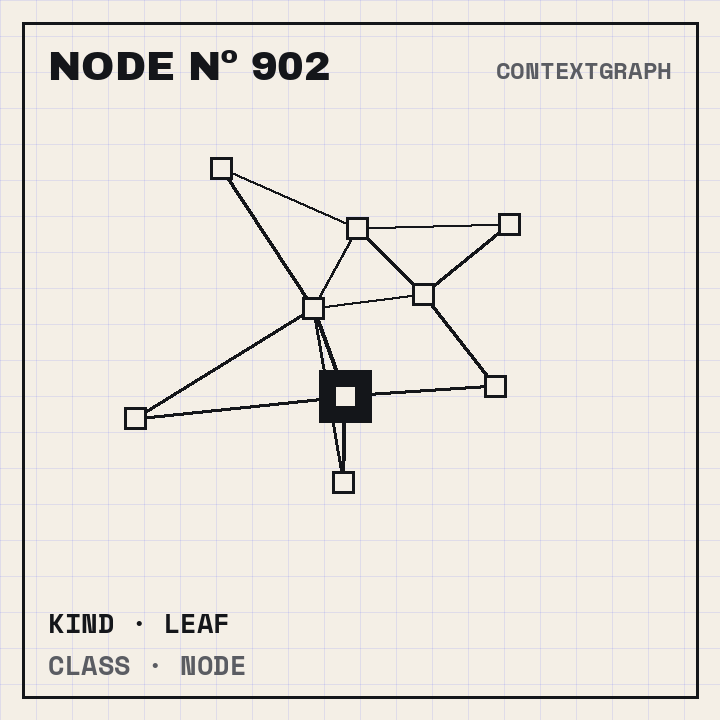 NODE Nº 902
CONTEXTGRAPH
KIND · LEAF
CLASS · NODE